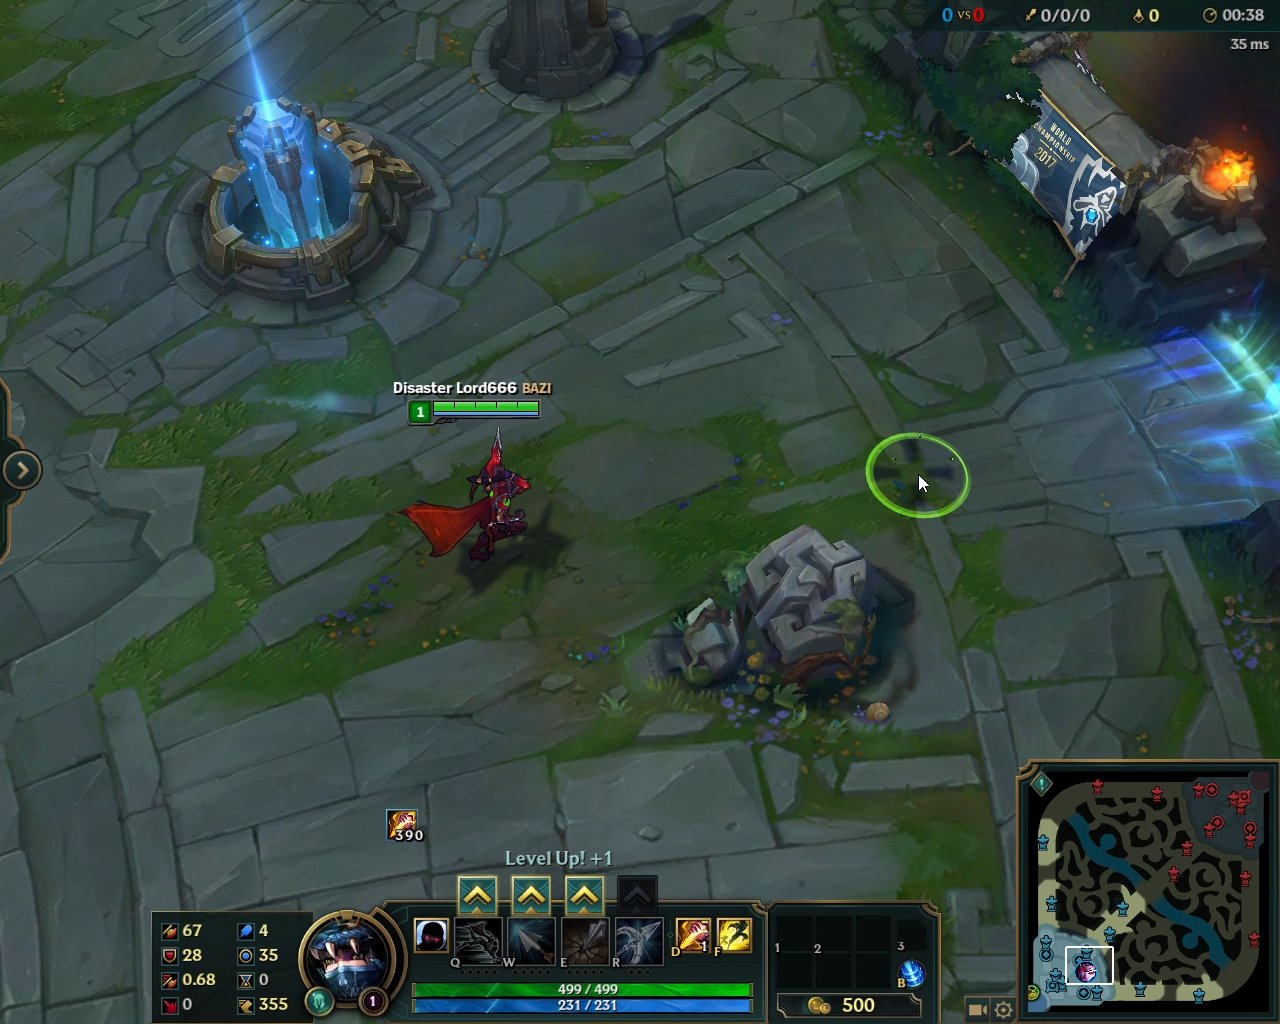 0 VS 0 0/0/0 0 00:38
35 ms
WORLD
CHAMPIONSHIP
2017
Disaster Lord666 BAZI
1
390
Level Up! +1
67 4
28 35
0.68 0
0 355
1
Q W E R D 1 F
499 / 499
231 / 231
1 2 3
B
500